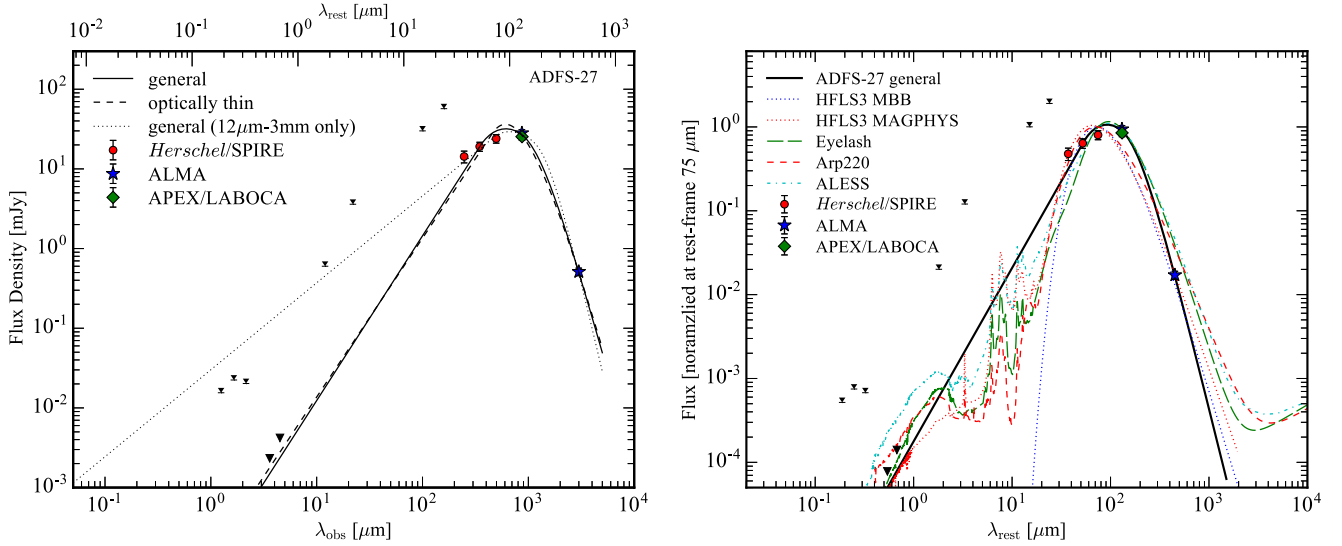 λrest [μm]
10⁻² 10⁻¹ 10⁰ 10¹ 10² 10³
ADFS-27
general
optically thin
general (12μm-3mm only)
Herschel/SPIRE
ALMA
APEX/LABOCA
Flux Density [mJy]
10²
10¹
10⁰
10⁻¹
10⁻²
10⁻³
10⁻¹ 10⁰ 10¹ 10² 10³ 10⁴
λobs [μm]
ADFS-27 general
HFLS3 MBB
HFLS3 MAGPHYS
Eyelash
Arp220
ALESS
Herschel/SPIRE
ALMA
APEX/LABOCA
Flux [noramzlied at rest-frame 75 μm]
10⁰
10⁻¹
10⁻²
10⁻³
10⁻⁴
10⁻¹ 10⁰ 10¹ 10² 10³ 10⁴
λrest [μm]